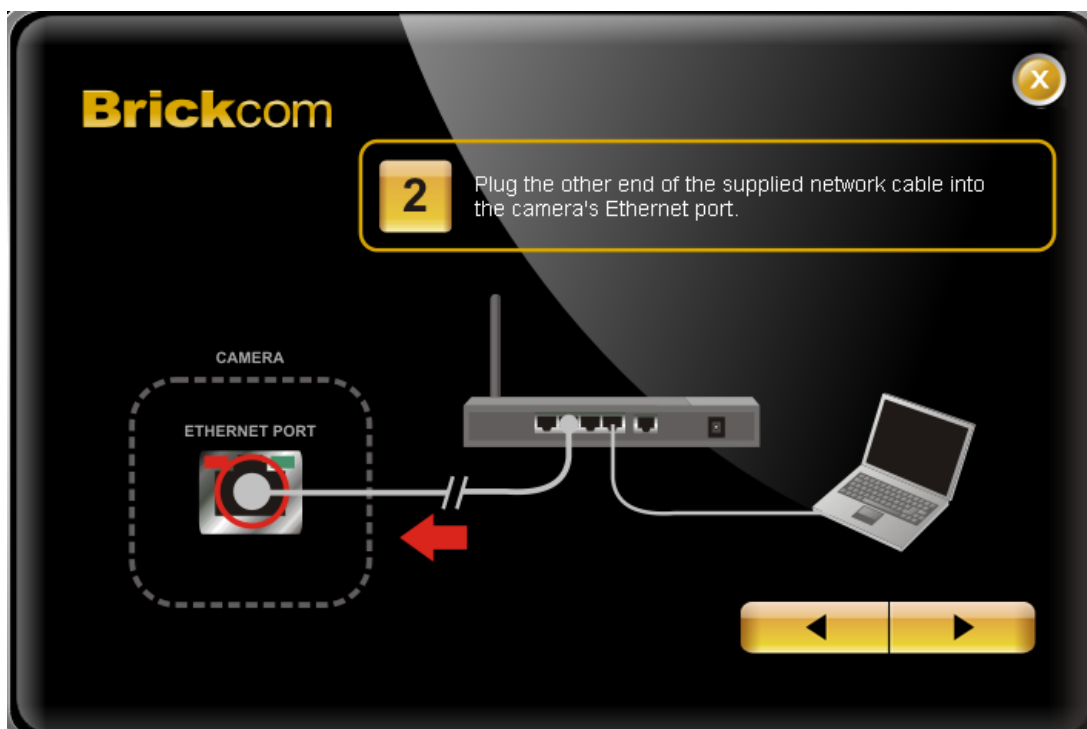 Brickcom
X
2
Plug the other end of the supplied network cable into
the camera's Ethernet port.
CAMERA
ETHERNET PORT